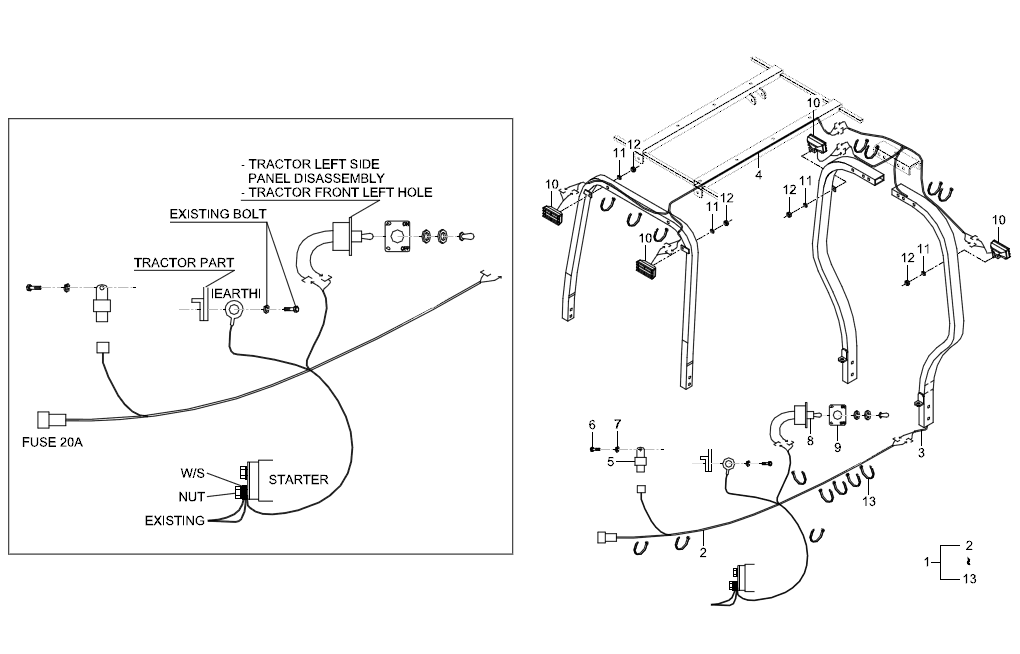 - TRACTOR LEFT SIDE
PANEL DISASSEMBLY
- TRACTOR FRONT LEFT HOLE
EXISTING BOLT
TRACTOR PART
IEARTHI
FUSE 20A
W/S
NUT
EXISTING
STARTER
10
12
11
10
4
12
11
10
12
11
10
11
12
10
6
7
5
8
9
3
13
2
1
2
~
13